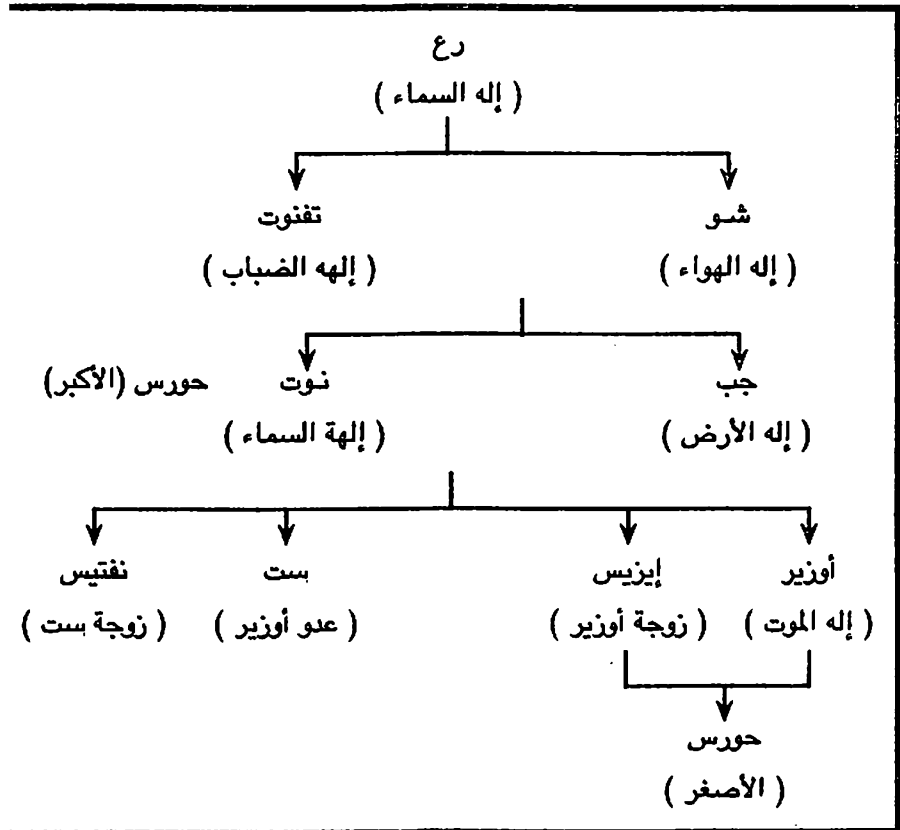 رع
( إله السماء )
شو تفنوت
( إله الهواء ) ( إلهه الضباب )
جب نوت حورس (الأكبر)
( إله الأرض ) ( إلهة السماء )
أوزير إيزيس ست نفتيس
( إله الموت ) ( زوجة أوزير ) ( عدو أوزير ) ( زوجة ست )
حورس
( الأصغر )